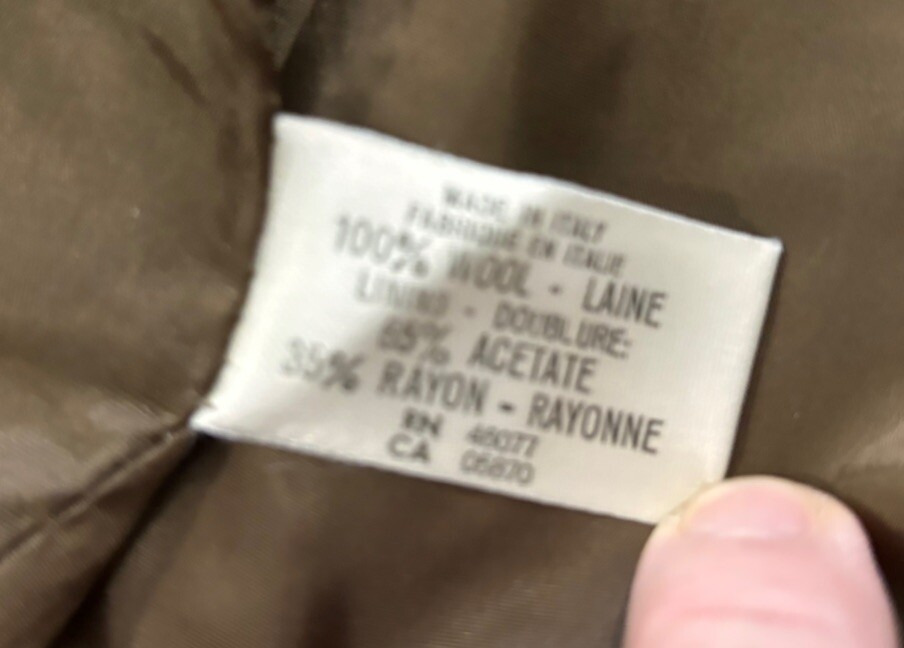 MADE IN ITALY
FABRIQUE EN ITALIE
100% WOOL - LAINE
LINING - DOUBLURE:
65% ACETATE
35% RAYON - RAYONNE
RN 46077
CA 05870